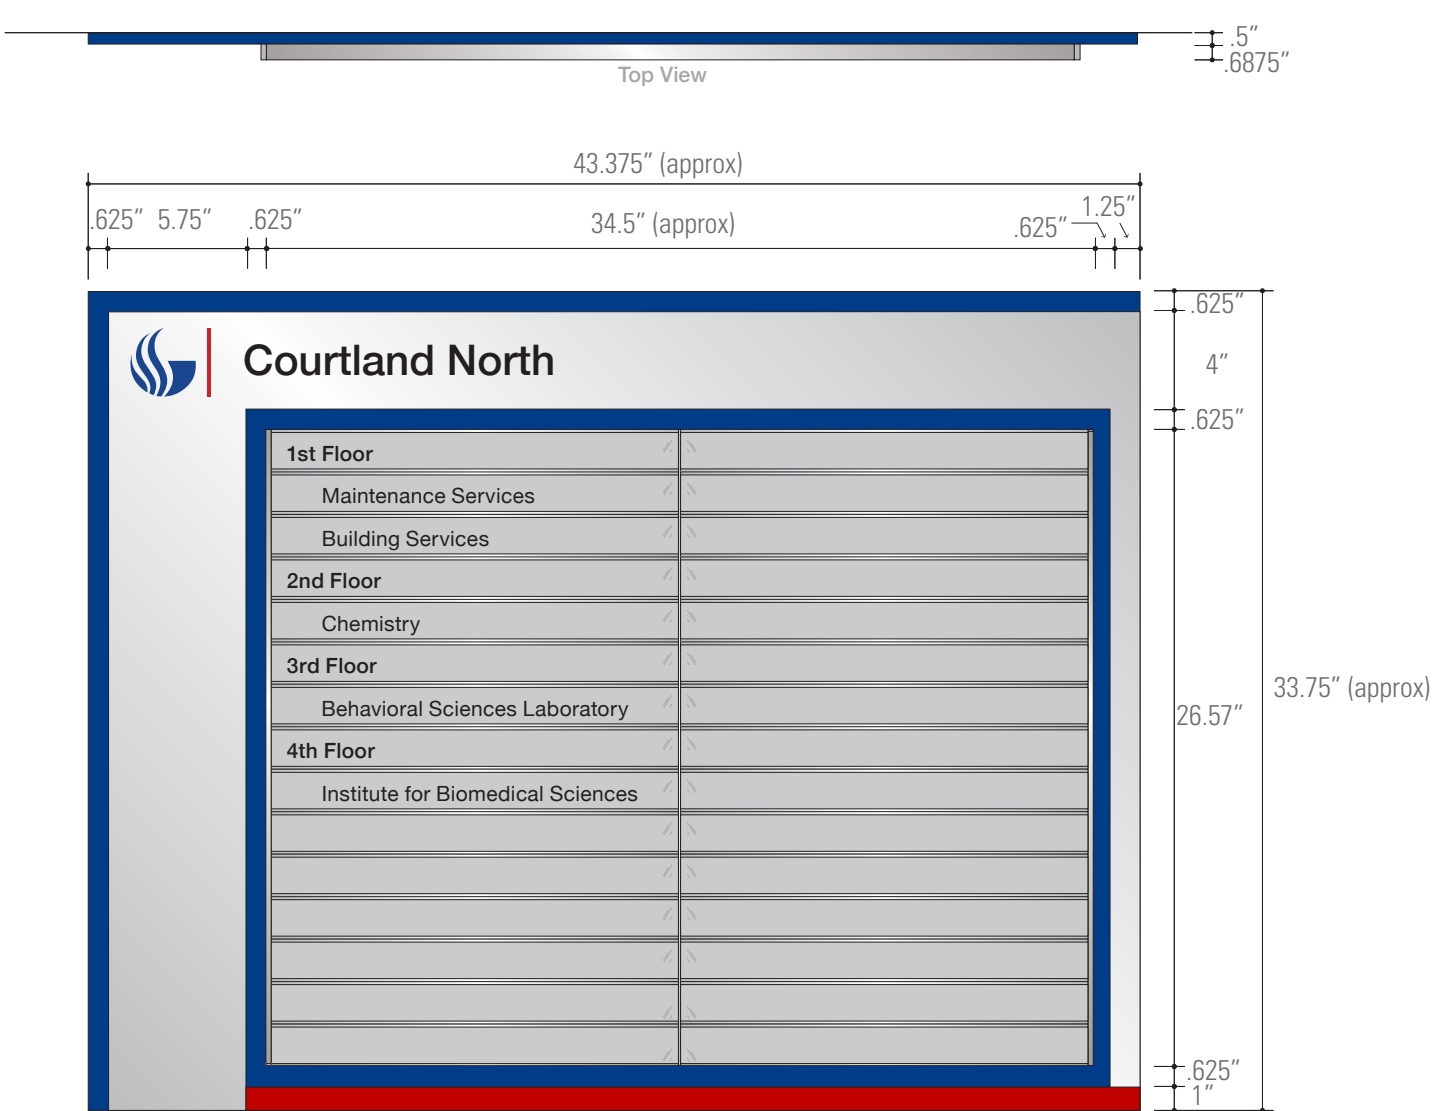 .5”
.6875”
Top View
43.375” (approx)
.625” 5.75” .625” 34.5” (approx) .625” 1.25”
.625”
Courtland North
4”
.625”
1st Floor
Maintenance Services
Building Services
2nd Floor
Chemistry
3rd Floor
33.75” (approx)
Behavioral Sciences Laboratory
26.57”
4th Floor
Institute for Biomedical Sciences
.625”
1”